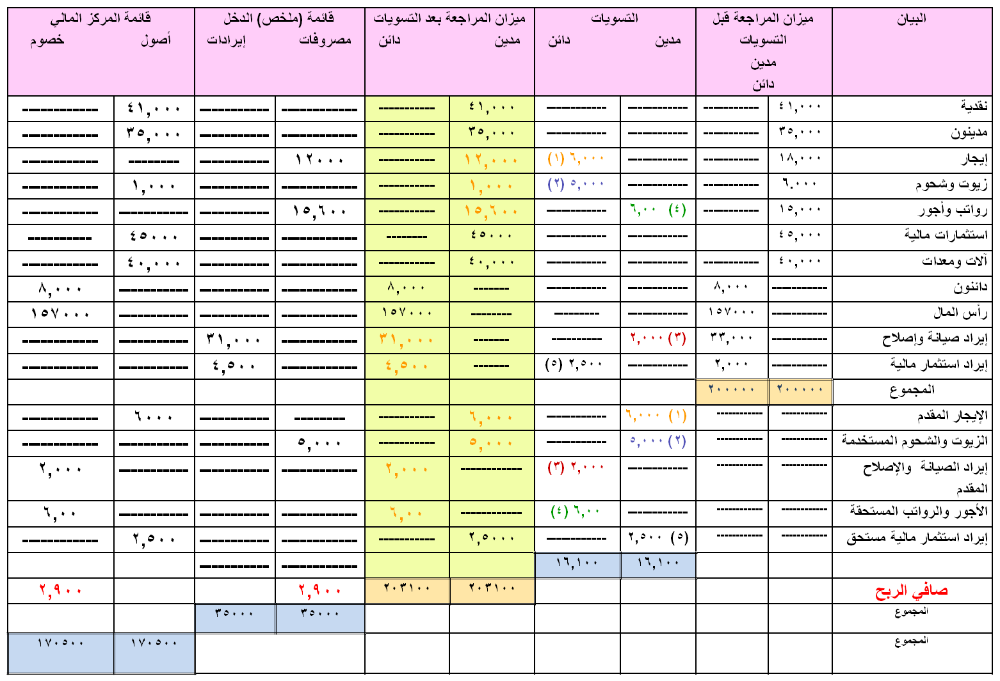 البيان	ميزان المراجعة قبل التسويات مدين دائن	التسويات مدين دائن	ميزان المراجعة بعد التسويات مدين دائن	قائمة (ملخص) الدخل مصروفات إيرادات	قائمة المركز المالي أصول خصوم
نقدية ٤١,٠٠٠ ----------- ------------ ------------ ٤١,٠٠٠ ----------- ------------ ----------- ٤١,٠٠٠ ------------
مدينون ٣٥,٠٠٠ ----------- ------------ ------------ ٣٥,٠٠٠ ----------- ------------ ----------- ٣٥,٠٠٠ ------------
إيجار ١٨,٠٠٠ ----------- ------------ ٦,٠٠٠ (١) ١٢,٠٠٠ ----------- ١٢٠٠٠ ----------- -------- ------------
زيوت وشحوم ٦.٠٠٠ ----------- ------------ ٥,٠٠٠ (٢) ١,٠٠٠ ----------- ------------ ----------- ١,٠٠٠ ------------
رواتب وأجور ١٥,٠٠٠ ----------- (٤) ٦,٠٠ ------------ ١٥,٦٠٠ ----------- ١٥,٦٠٠ ----------- ----------- ------------
استثمارات مالية ٤٥,٠٠٠ ------------ ------------ ٤٥٠٠٠ -------- ------------ ----------- ٤٥٠٠٠ ----------
آلات ومعدات ٤٠,٠٠٠ ----------- ------------ ------------ ٤٠,٠٠٠ ----------- ------------ ----------- ٤٠,٠٠٠ ------------
دائنون ----------- ٨,٠٠٠ ------------ ------------ ------- ٨,٠٠٠ ------------ ----------- ----------- ٨,٠٠٠
رأس المال ----------- ١٥٧٠٠٠ ------------ --------- -------- ١٥٧٠٠٠ ------------ ----------- ----------- ١٥٧٠٠٠
إيراد صيانة وإصلاح ----------- ٣٣,٠٠٠ (٣) ٢,٠٠٠ ---------- ------- ٣١,٠٠٠ ------------ ٣١,٠٠٠ ----------- ------------
إيراد استثمار مالية ----------- ٢,٠٠٠ ------------ ٢,٥٠٠ (٥) ------- ٤,٥٠٠ ------------ ٤,٥٠٠ ----------- ------------
المجموع ٢٠٠٠٠٠ ٢٠٠٠٠٠
الإيجار المقدم ----------- ----------- (١) ٦,٠٠٠ ------------ ٦,٠٠٠ ----------- -------- ----------- ٦٠٠٠ ------------
الزيوت والشحوم المستخدمة ----------- ----------- (٢) ٥,٠٠٠ ------------ ٥,٠٠٠ ----------- ٥,٠٠٠ ----------- ----------- ------------
إيراد الصيانة والإصلاح ----------- ----------- ------------ ٢,٠٠٠ (٣) ------------ ٢,٠٠٠ ------------ ----------- ----------- ٢,٠٠٠
المقدم
الأجور والرواتب المستحقة ----------- ----------- ------------ ٦,٠٠ (٤) ------------ ٦,٠٠ ------------ ----------- ----------- ٦,٠٠
إيراد استثمار مالية مستحق ----------- ----------- (٥) ٢,٥٠٠ ------------ ٢,٥٠٠٠ ----------- ------------ ----------- ٢,٥٠٠ ------------
١٦,١٠٠ ١٦,١٠٠ ------------ -----------
صافي الربح ٢٠٣١٠٠ ٢٠٣١٠٠ ٢,٩٠٠ ٢,٩٠٠
المجموع ٣٥٠٠٠ ٣٥٠٠٠
المجموع ١٧٠٥٠٠ ١٧٠٥٠٠